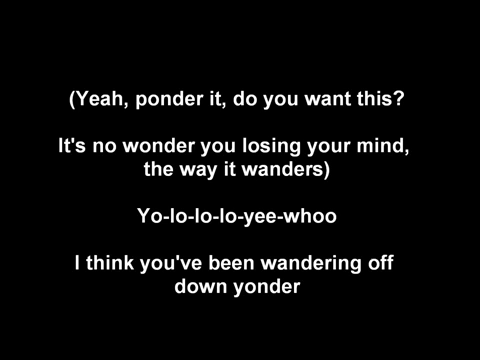 (Yeah, ponder it, do you want this?
It's no wonder you losing your mind,
the way it wanders)
Yo-lo-lo-lo-yee-whoo
I think you've been wandering off
down yonder